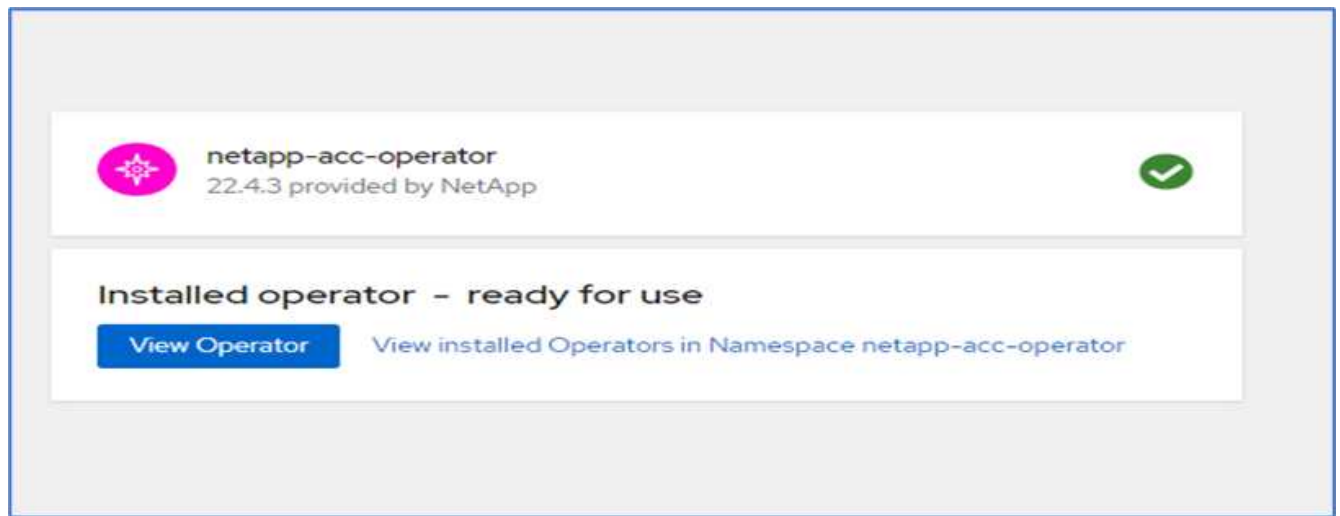 netapp-acc-operator
22.4.3 provided by NetApp
Installed operator - ready for use
View Operator
View installed Operators in Namespace netapp-acc-operator